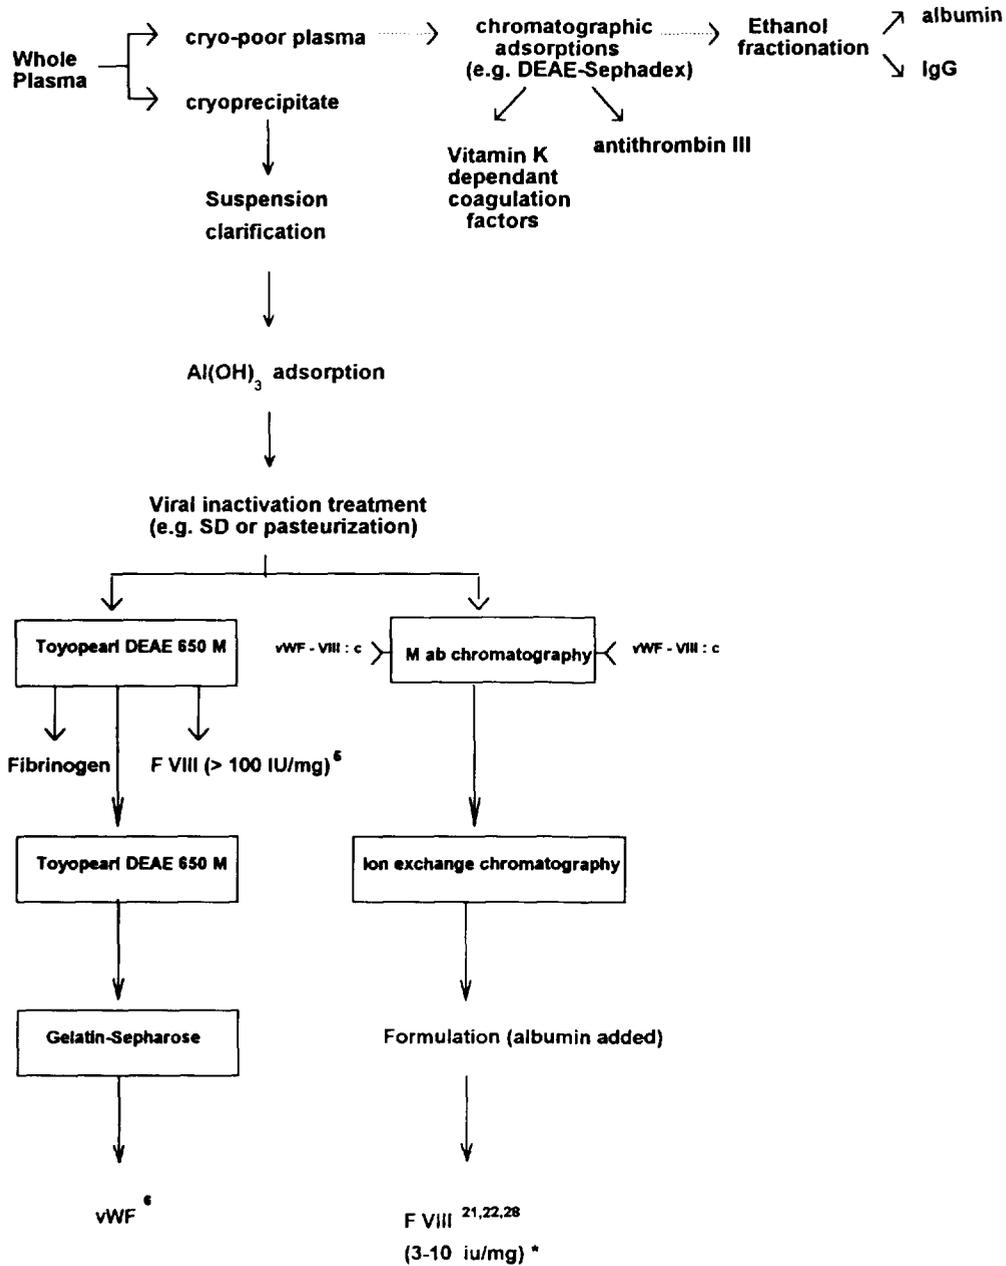 Whole
Plasma
cryo-poor plasma
cryoprecipitate
chromatographic
adsorptions
(e.g. DEAE-Sephadex)
Ethanol
fractionation
albumin
IgG
Vitamin K
dependant
coagulation
factors
antithrombin III
Suspension
clarification
Al(OH)3 adsorption
Viral inactivation treatment
(e.g. SD or pasteurization)
Toyopearl DEAE 650 M
vWF - VIII : c
M ab chromatography
vWF - VIII : c
Fibrinogen
F VIII (> 100 IU/mg) 5
Toyopearl DEAE 650 M
Ion exchange chromatography
Gelatin-Sepharose
Formulation (albumin added)
vWF 6
F VIII 21,22,28
(3-10 iu/mg) *